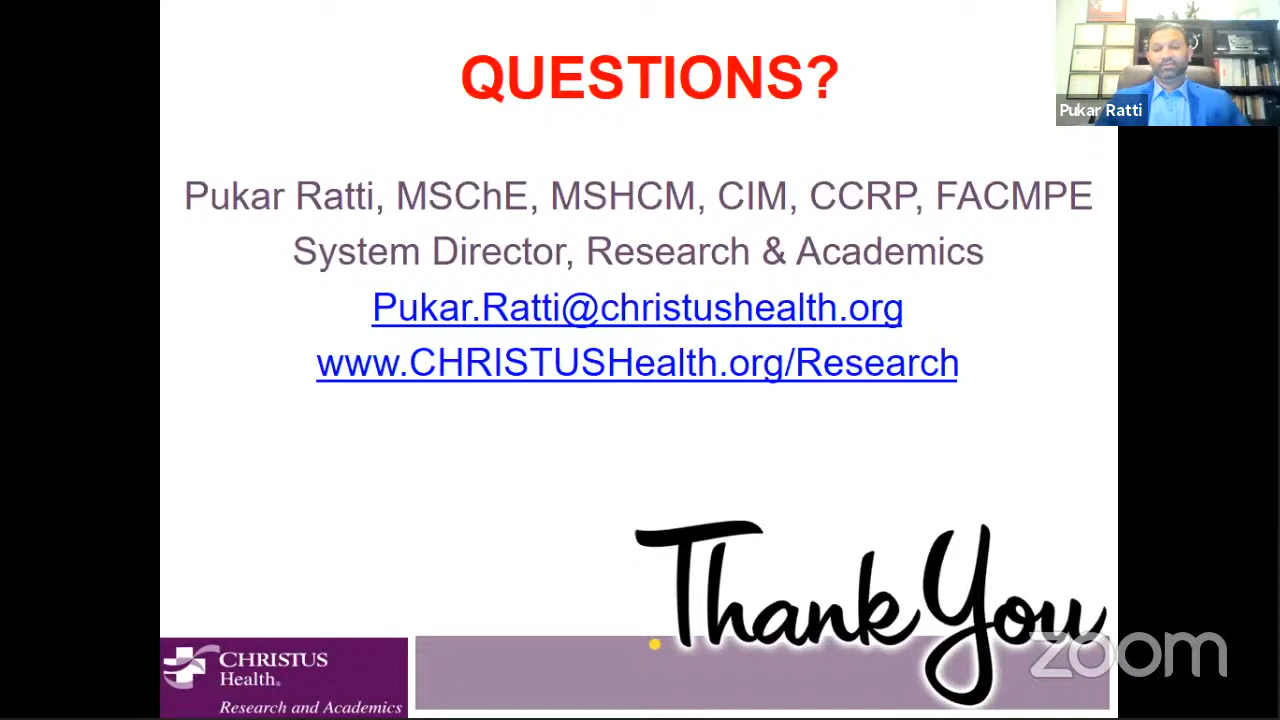 QUESTIONS?
Pukar Ratti
Pukar Ratti, MSChE, MSHCM, CIM, CCRP, FACMPE
System Director, Research & Academics
Pukar.Ratti@christushealth.org
www.CHRISTUSHealth.org/Research
Thank You
zoom
CHRISTUS
Health®
Research and Academics